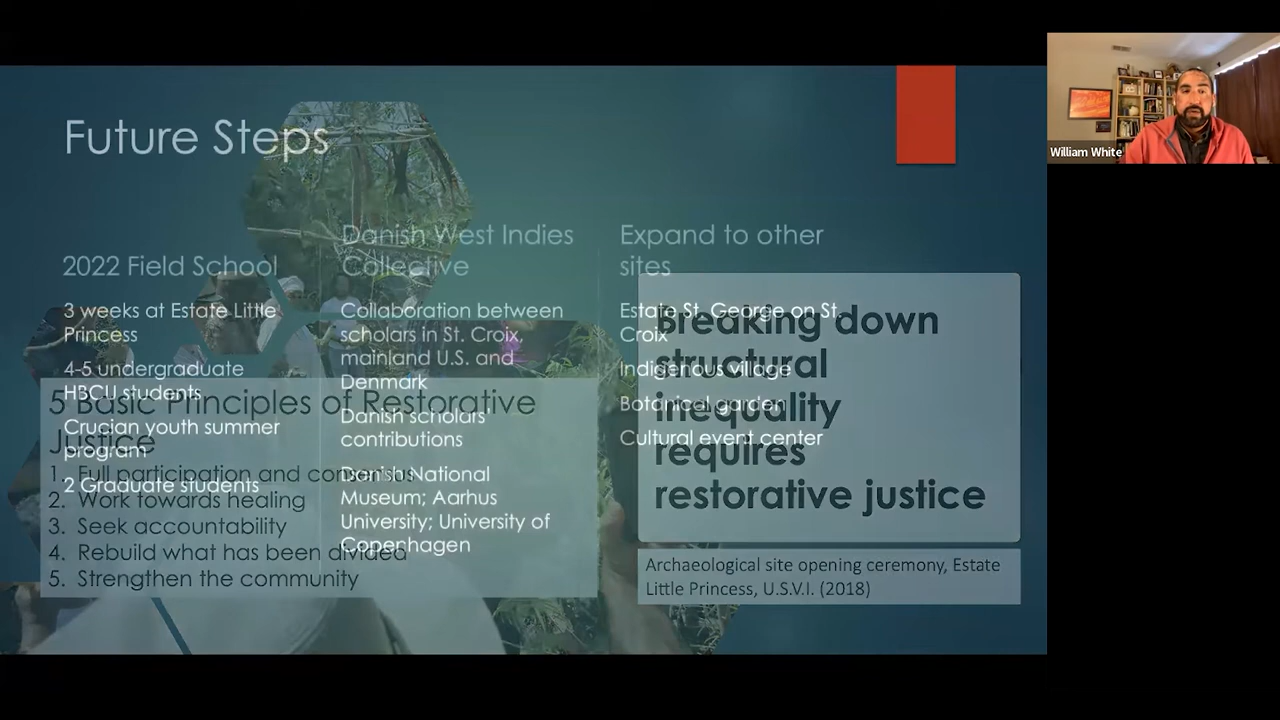 Future Steps
2022 Field School
3 weeks at Estate Little
Princess
4-5 undergraduate
HBCU students
Crucian youth summer
program
2 Graduate students
Danish West Indies
Collective
Collaboration between
scholars in St. Croix,
mainland U.S. and
Denmark
Danish scholars'
contributions
Danish National
Museum; Aarhus
University; University of
Copenhagen
Expand to other
sites
Estate St. George on St.
Croix
Indigenous village
Botanical garden
Cultural event center
5 Basic Principles of Restorative
Justice
1. Full participation and consensus
2. Work towards healing
3. Seek accountability
4. Rebuild what has been divided
5. Strengthen the community
Breaking down
structural
inequality
requires
restorative justice
Archaeological site opening ceremony, Estate
Little Princess, U.S.V.I. (2018)
William White